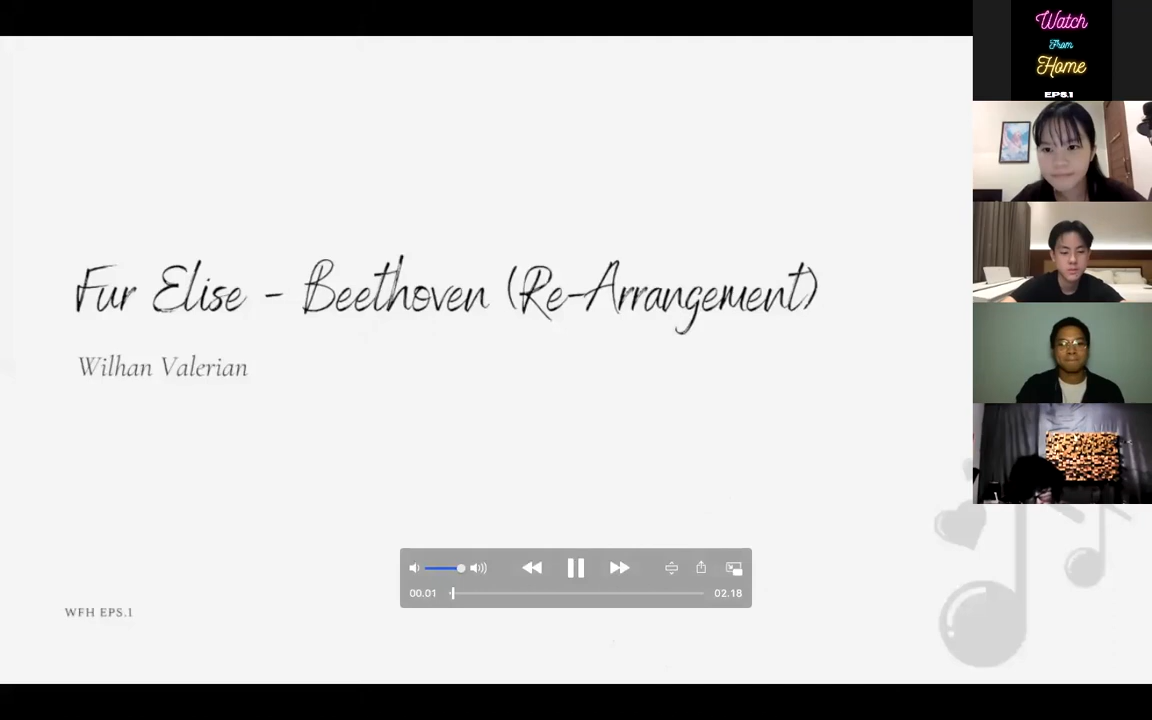 Watch
From
Home
EPS.1
Fur Elise - Beethoven (Re-Arrangement)
Wilhan Valerian
00.01
02.18
WFH EPS.1